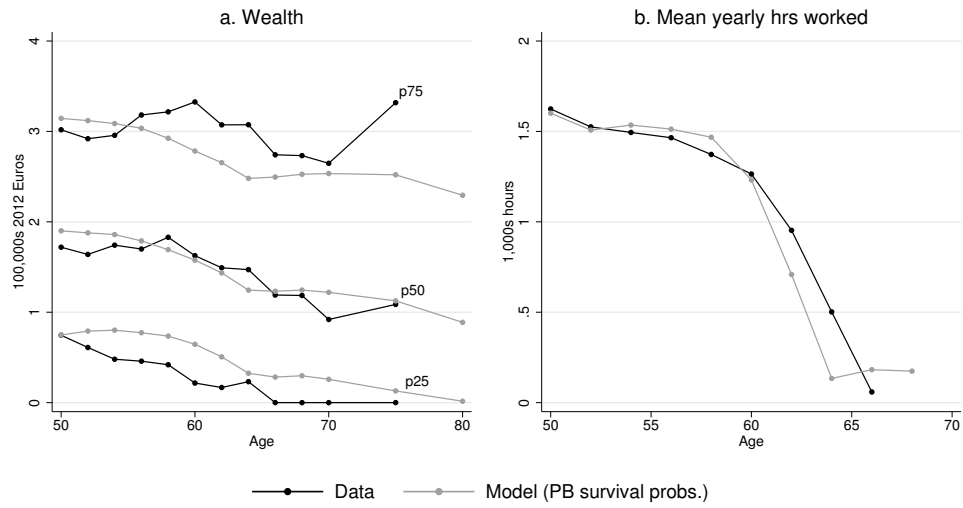 a. Wealth
4
3
2
1
0
100,000s 2012 Euros
p75
p50
p25
50
60
70
80
Age
b. Mean yearly hrs worked
2
1.5
1
.5
0
1,000s hours
50
55
60
65
70
Age
Data
Model (PB survival probs.)